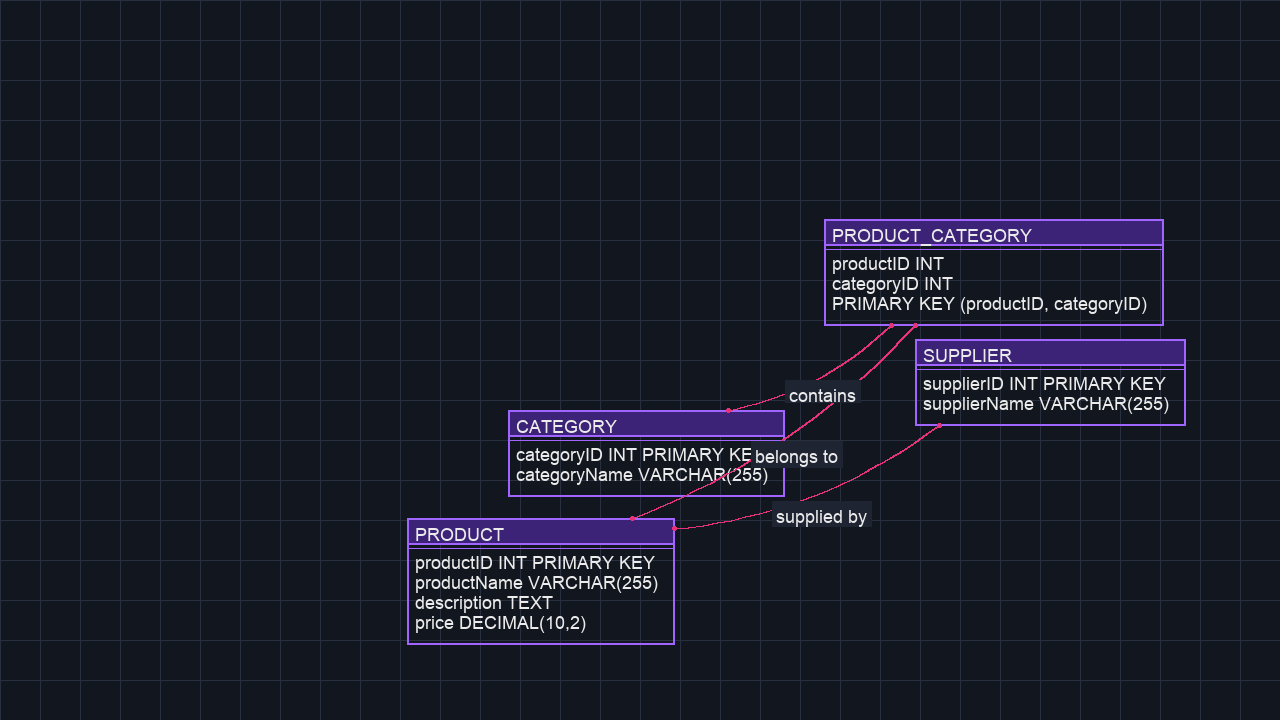 PRODUCT_CATEGORY
productID INT
categoryID INT
PRIMARY KEY (productID, categoryID)
SUPPLIER
supplierID INT PRIMARY KEY
supplierName VARCHAR(255)
contains
CATEGORY
categoryID INT PRIMARY KE
categoryName VARCHAR(255)
belongs to
supplied by
PRODUCT
productID INT PRIMARY KEY
productName VARCHAR(255)
description TEXT
price DECIMAL(10,2)